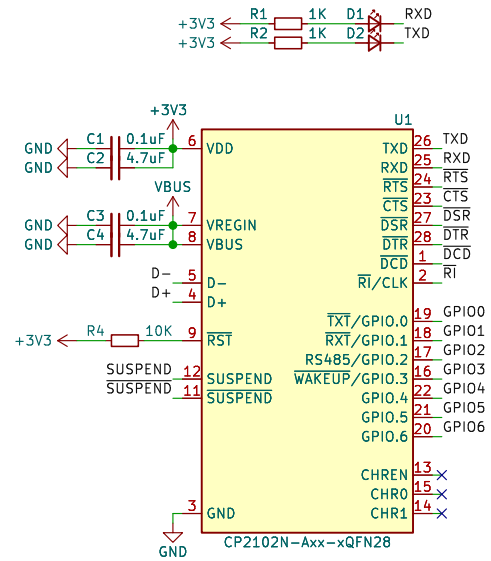 +3V3 R1 1K D1 RXD
+3V3 R2 1K D2 TXD
+3V3 U1
GND C1 0.1uF 6 VDD TXD 26 TXD
GND C2 4.7uF RXD 25 RXD
RTS 24 RTS
VBUS CTS 23 CTS
GND C3 0.1uF 7 VREGIN DSR 27 DSR
GND C4 4.7uF 8 VBUS DTR 28 DTR
DCD 1 DCD
D- 5 D- RI/CLK 2 RI
D+ 4 D+
TXT/GPIO.0 19 GPIO0
+3V3 R4 10K 9 RST RXT/GPIO.1 18 GPIO1
RS485/GPIO.2 17 GPIO2
SUSPEND 12 SUSPEND WAKEUP/GPIO.3 16 GPIO3
SUSPEND 11 SUSPEND GPIO.4 22 GPIO4
GPIO.5 21 GPIO5
GPIO.6 20 GPIO6
CHREN 13
CHR0 15
3 GND CHR1 14
GND CP2102N-Axx-xQFN28